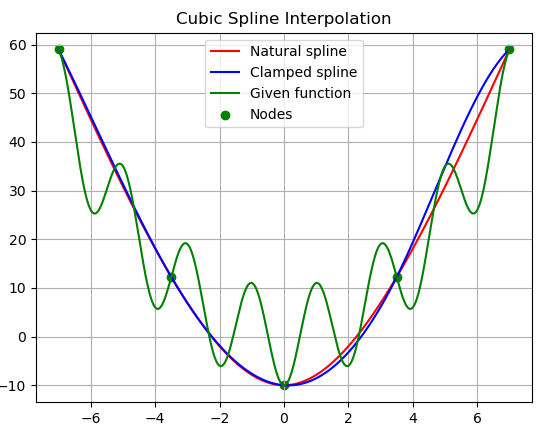 Cubic Spline Interpolation
60
50
40
30
20
10
0
−10
Natural spline
Clamped spline
Given function
Nodes
−6 −4 −2 0 2 4 6